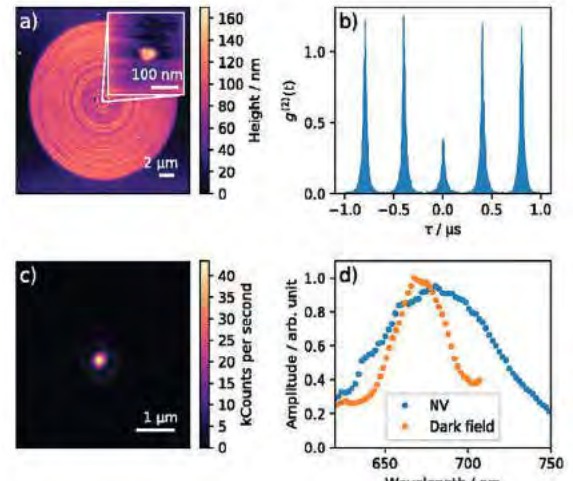 a)
100 nm
2 μm
160
140
120
100
80
60
40
20
0
Height / nm
b)
1.0
0.5
0.0
g⁽²⁾(t)
−1.0 −0.5 0.0 0.5 1.0
τ / μs
c)
1 μm
40
35
30
25
20
15
10
5
0
kCounts per second
d)
1.0
0.8
0.6
0.4
0.2
0.0
Amplitude / arb. unit
NV
Dark field
650 700 750
Wavelength / nm